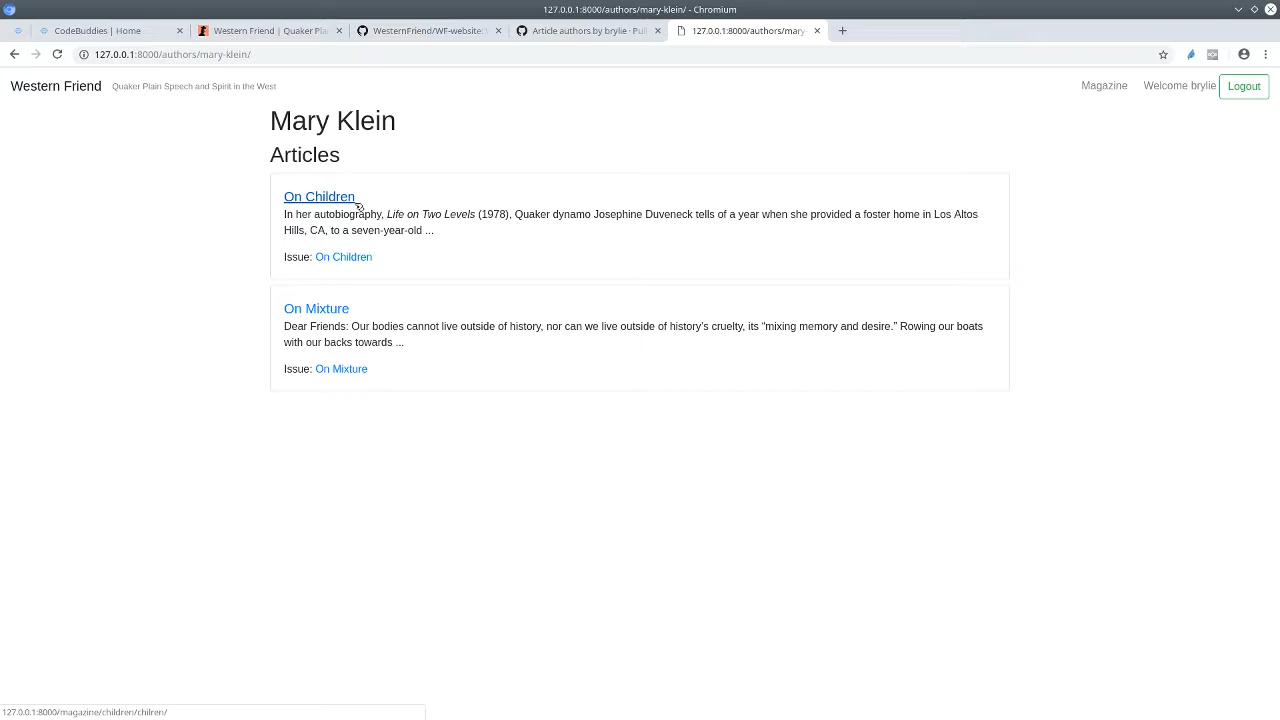 127.0.0.1:8000/authors/mary-klein/ - Chromium
CodeBuddies | Home
Western Friend | Quaker Pla
WesternFriend/WF-website:
Article authors by brylie · Pull
127.0.0.1:8000/authors/mary-
127.0.0.1:8000/authors/mary-klein/
Western Friend Quaker Plain Speech and Spirit in the West Magazine Welcome brylie Logout
Mary Klein
Articles
On Children
In her autobiography, Life on Two Levels (1978), Quaker dynamo Josephine Duveneck tells of a year when she provided a foster home in Los Altos
Hills, CA, to a seven-year-old ...
Issue: On Children
On Mixture
Dear Friends: Our bodies cannot live outside of history, nor can we live outside of history’s cruelty, its “mixing memory and desire.” Rowing our boats
with our backs towards ...
Issue: On Mixture
127.0.0.1:8000/magazine/children/chilren/